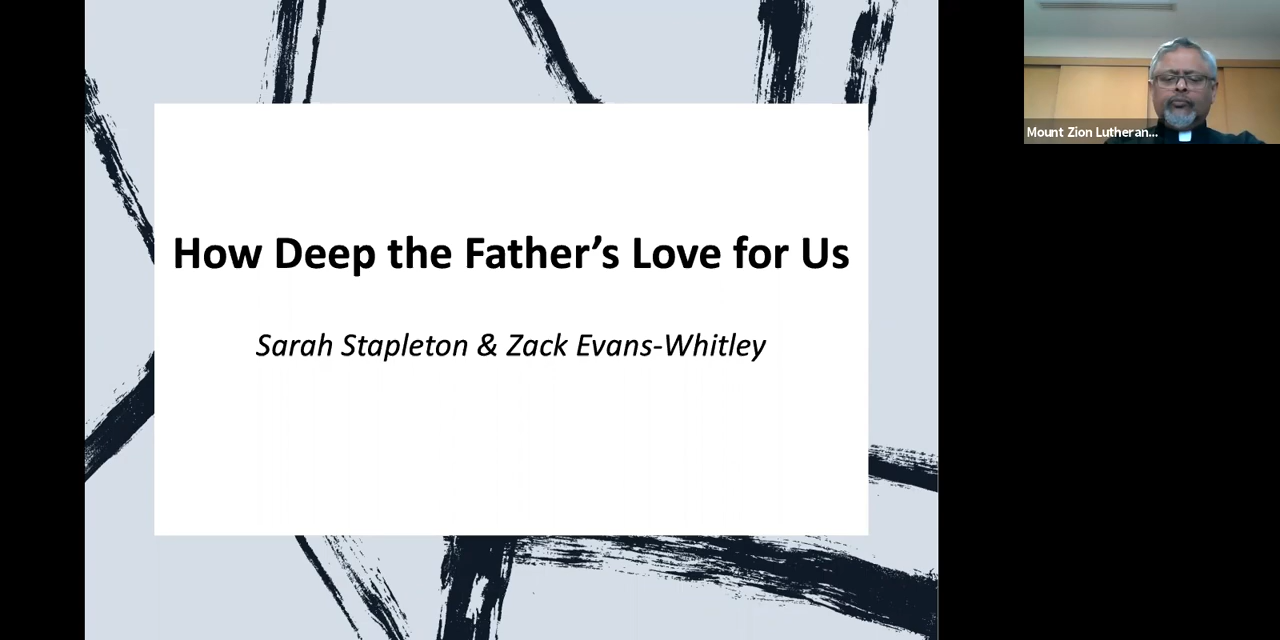 How Deep the Father’s Love for Us
Sarah Stapleton & Zack Evans-Whitley
Mount Zion Lutheran...